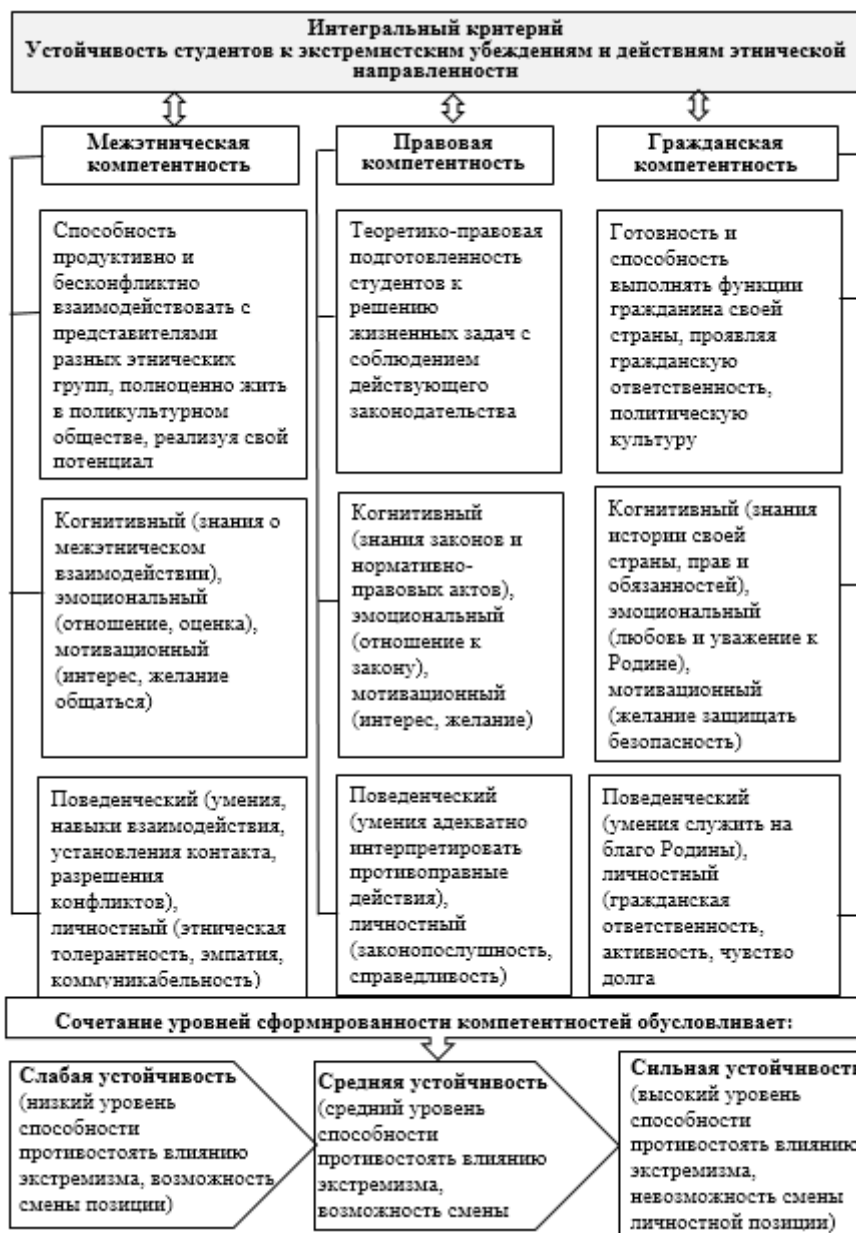 Интегральный критерий
Устойчивость студентов к экстремистским убеждениям и действиям этнической
направленности
Межэтническая
компетентность
Правовая
компетентность
Гражданская
компетентность
Способность
продуктивно и
бесконфликтно
взаимодействовать с
представителями
разных этнических
групп, полноценно жить
в поликультурном
обществе, реализуя свой
потенциал
Теоретико-правовая
подготовленность
студентов к
решению
жизненных задач с
соблюдением
действующего
законодательства
Готовность и
способность
выполнять функции
гражданина своей
страны, проявляя
гражданскую
ответственность,
политическую
культуру
Когнитивный (знания о
межэтническом
взаимодействии),
эмоциональный
(отношение, оценка),
мотивационный
(интерес, желание
общаться)
Когнитивный
(знания законов и
нормативно-
правовых актов),
эмоциональный
(отношение к
закону),
мотивационный
(интерес, желание)
Когнитивный (знания
истории своей
страны, прав и
обязанностей),
эмоциональный
(любовь и уважение к
Родине),
мотивационный
(желание защищать
безопасность)
Поведенческий (умения,
навыки взаимодействия,
установления контакта,
разрешения
конфликтов),
личностный (этническая
толерантность, эмпатия,
коммуникабельность)
Поведенческий
(умения адекватно
интерпретировать
противоправные
действия),
личностный
(законопослушность,
справедливость)
Поведенческий
(умения служить на
благо Родины),
личностный
(гражданская
ответственность,
активность, чувство
долга
Сочетание уровней сформированности компетентностей обусловливает:
Слабая устойчивость
(низкий уровень
способности
противостоять влиянию
экстремизма, возможность
смены позиции)
Средняя устойчивость
(средний уровень
способности
противостоять влиянию
экстремизма,
возможность смены
Сильная устойчивость
(высокий уровень
способности
противостоять влиянию
экстремизма,
невозможность смены
личностной позиции)